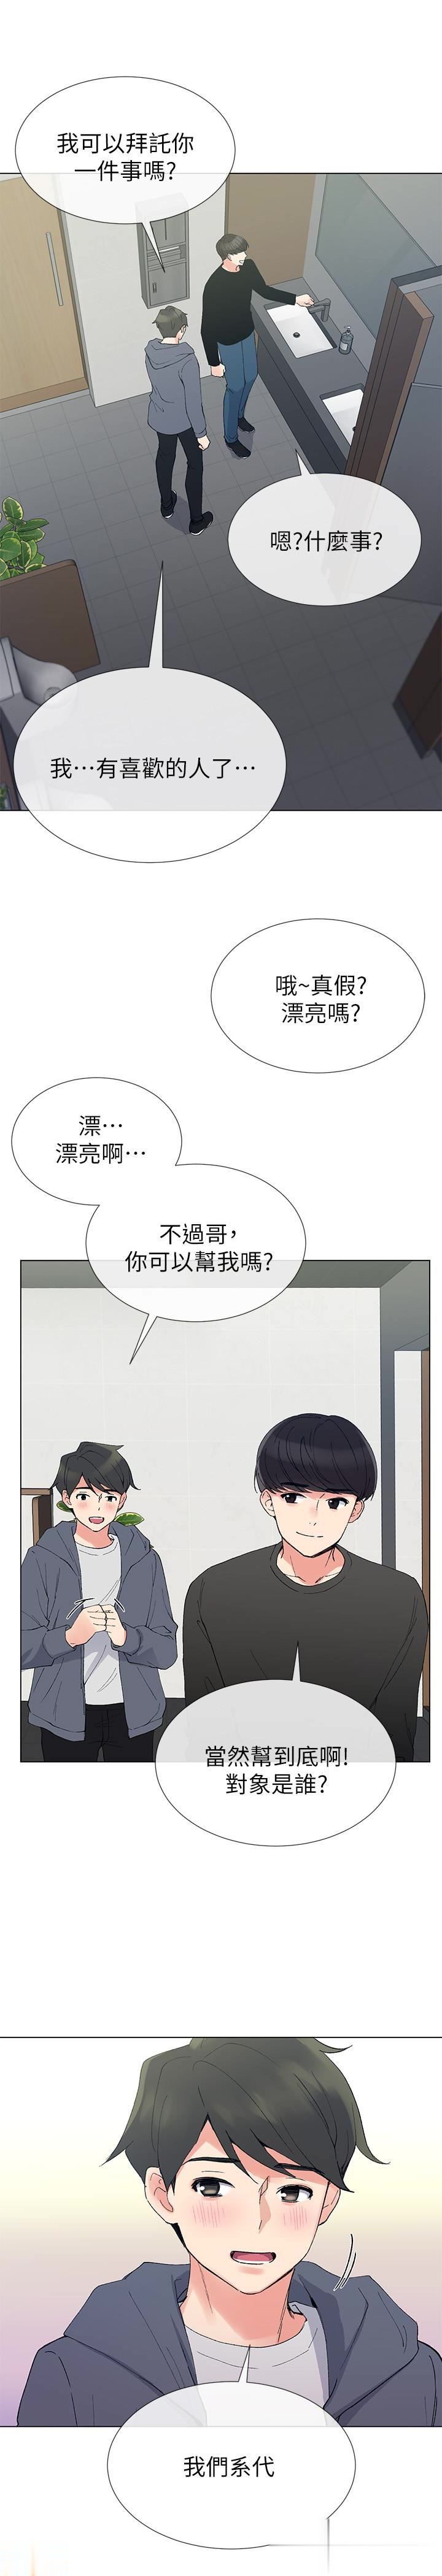 我可以拜託你
一件事嗎?
嗯?什麼事?
我⋯有喜歡的人了⋯
哦~真假?
漂亮嗎?
漂⋯
漂亮啊⋯
不過哥,
你可以幫我嗎?
當然幫到底啊!
對象是誰?
我們系代